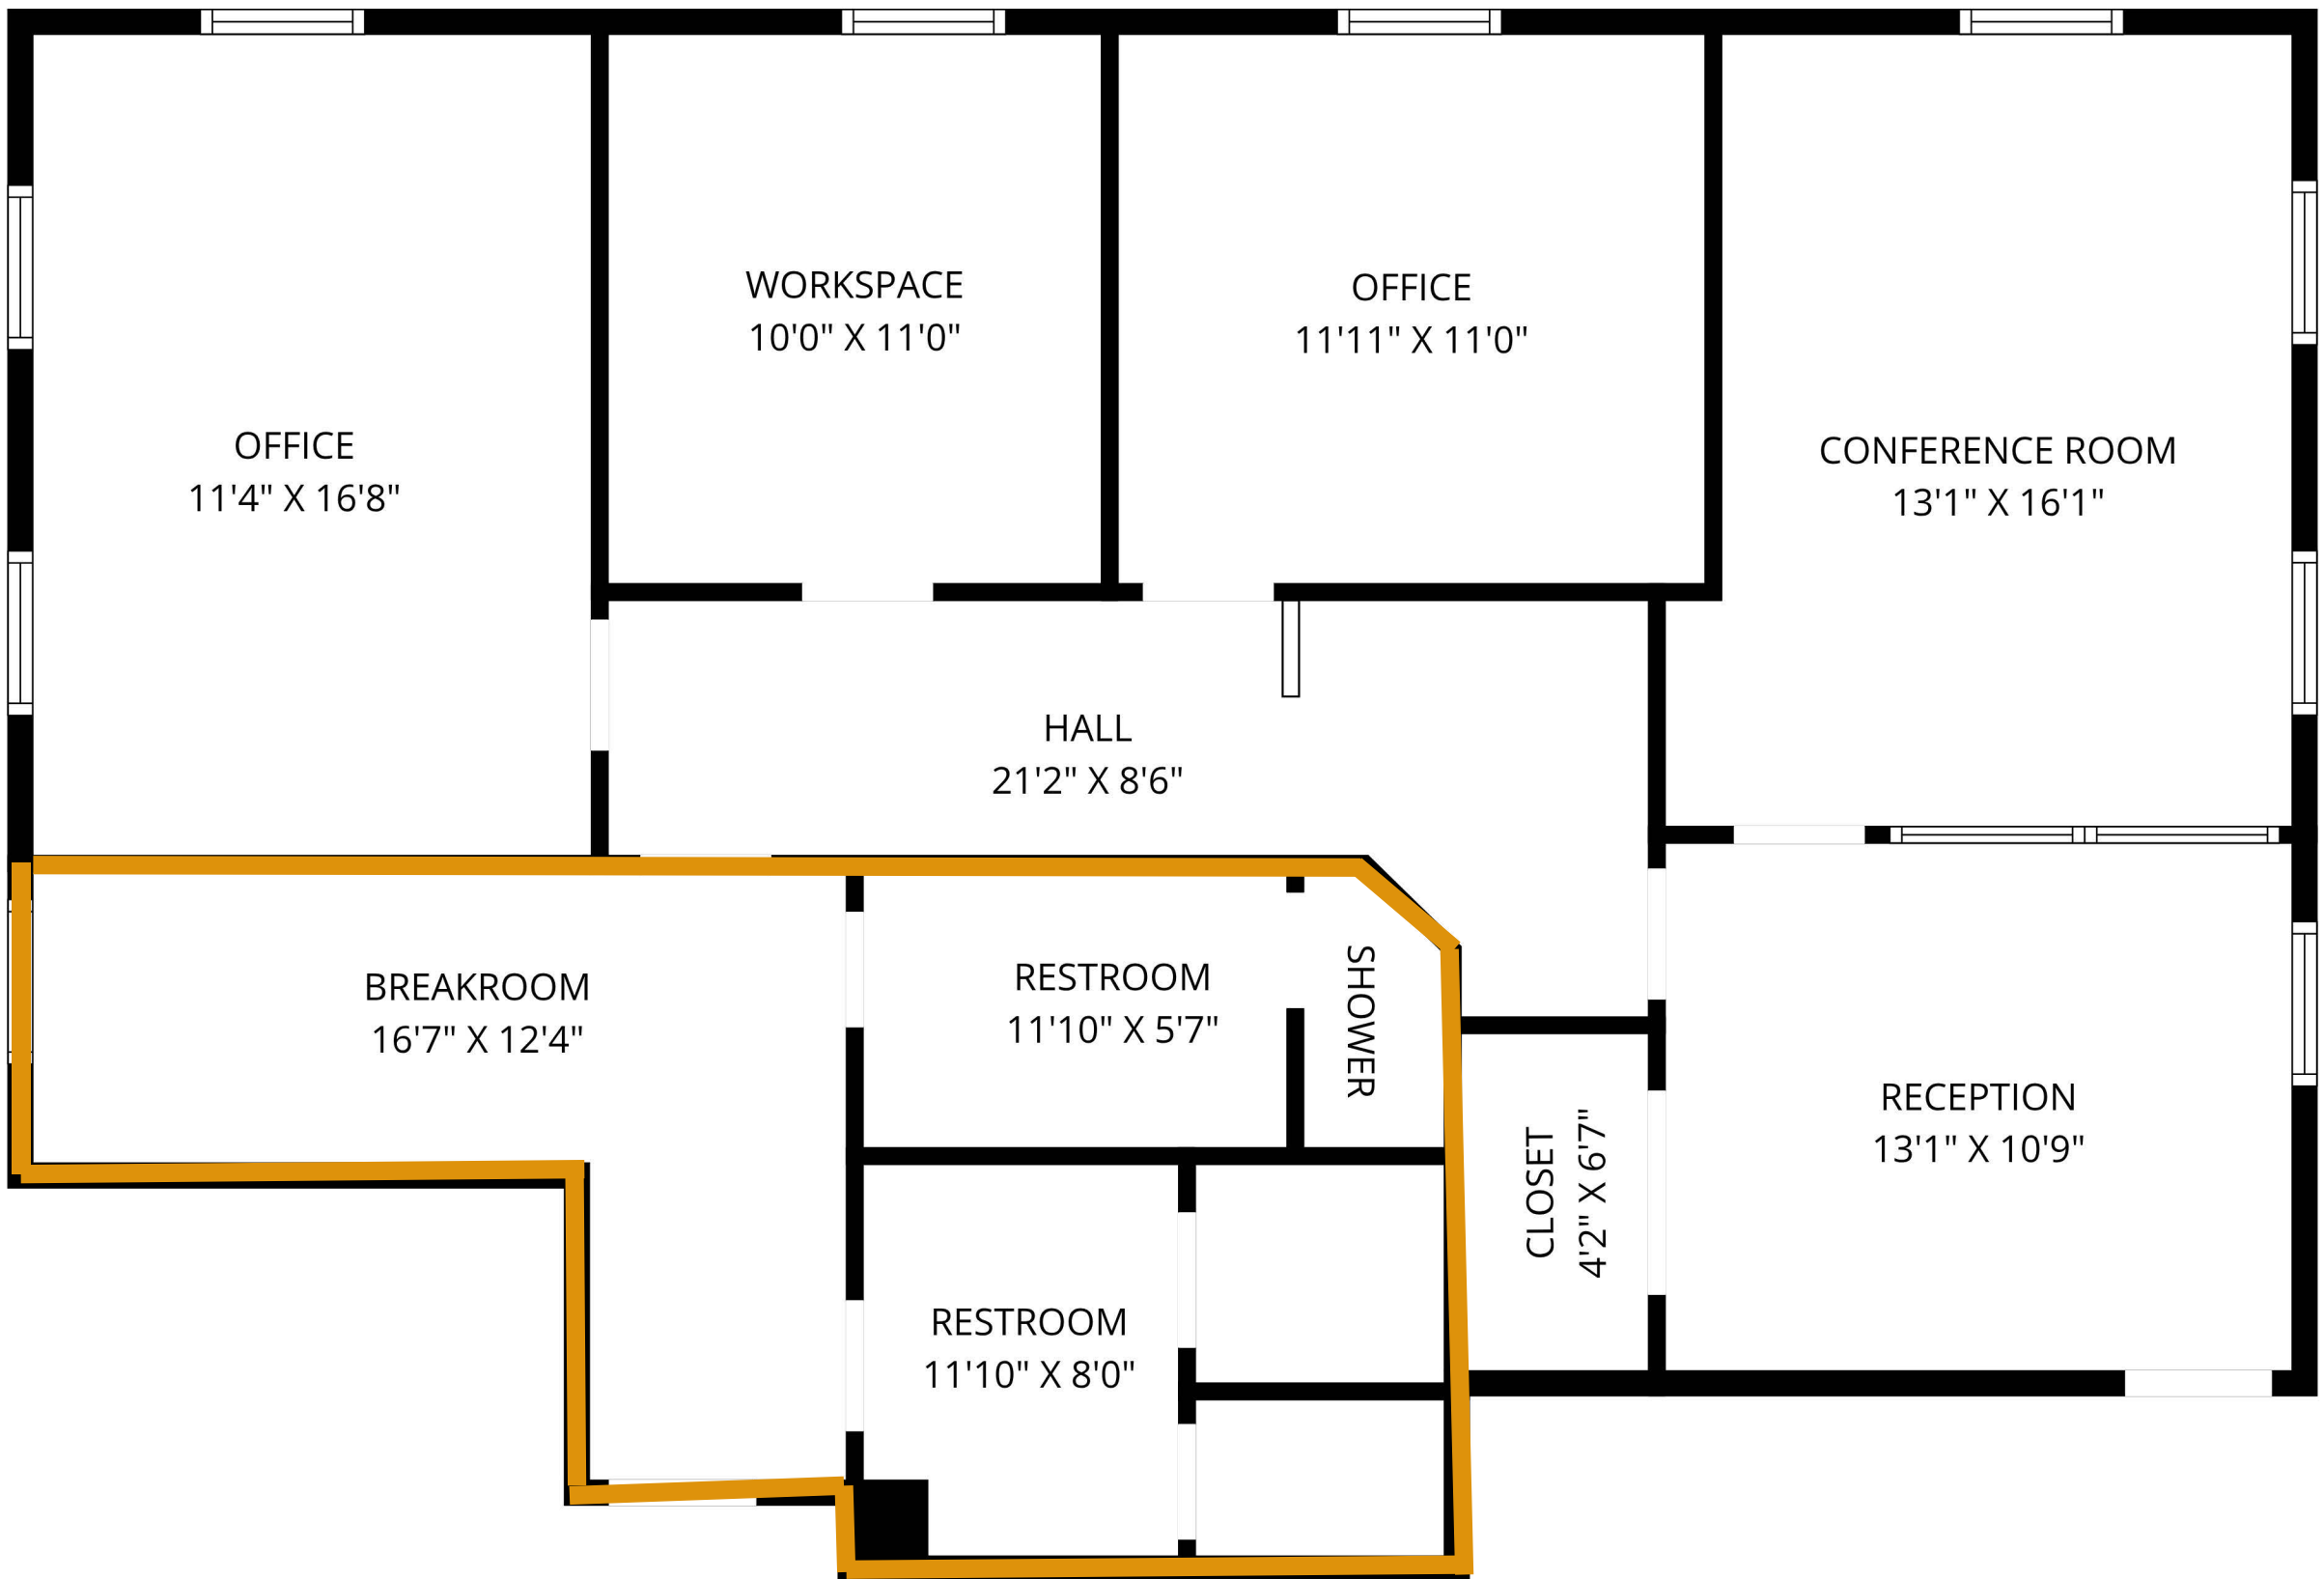 WORKSPACE
10'0" X 11'0"
OFFICE
11'11" X 11'0"
OFFICE
11'4" X 16'8"
CONFERENCE ROOM
13'1" X 16'1"
HALL
21'2" X 8'6"
BREAKROOM
16'7" X 12'4"
RESTROOM
11'10" X 5'7"
SHOWER
CLOSET
4'2" X 6'7"
RECEPTION
13'1" X 10'9"
RESTROOM
11'10" X 8'0"